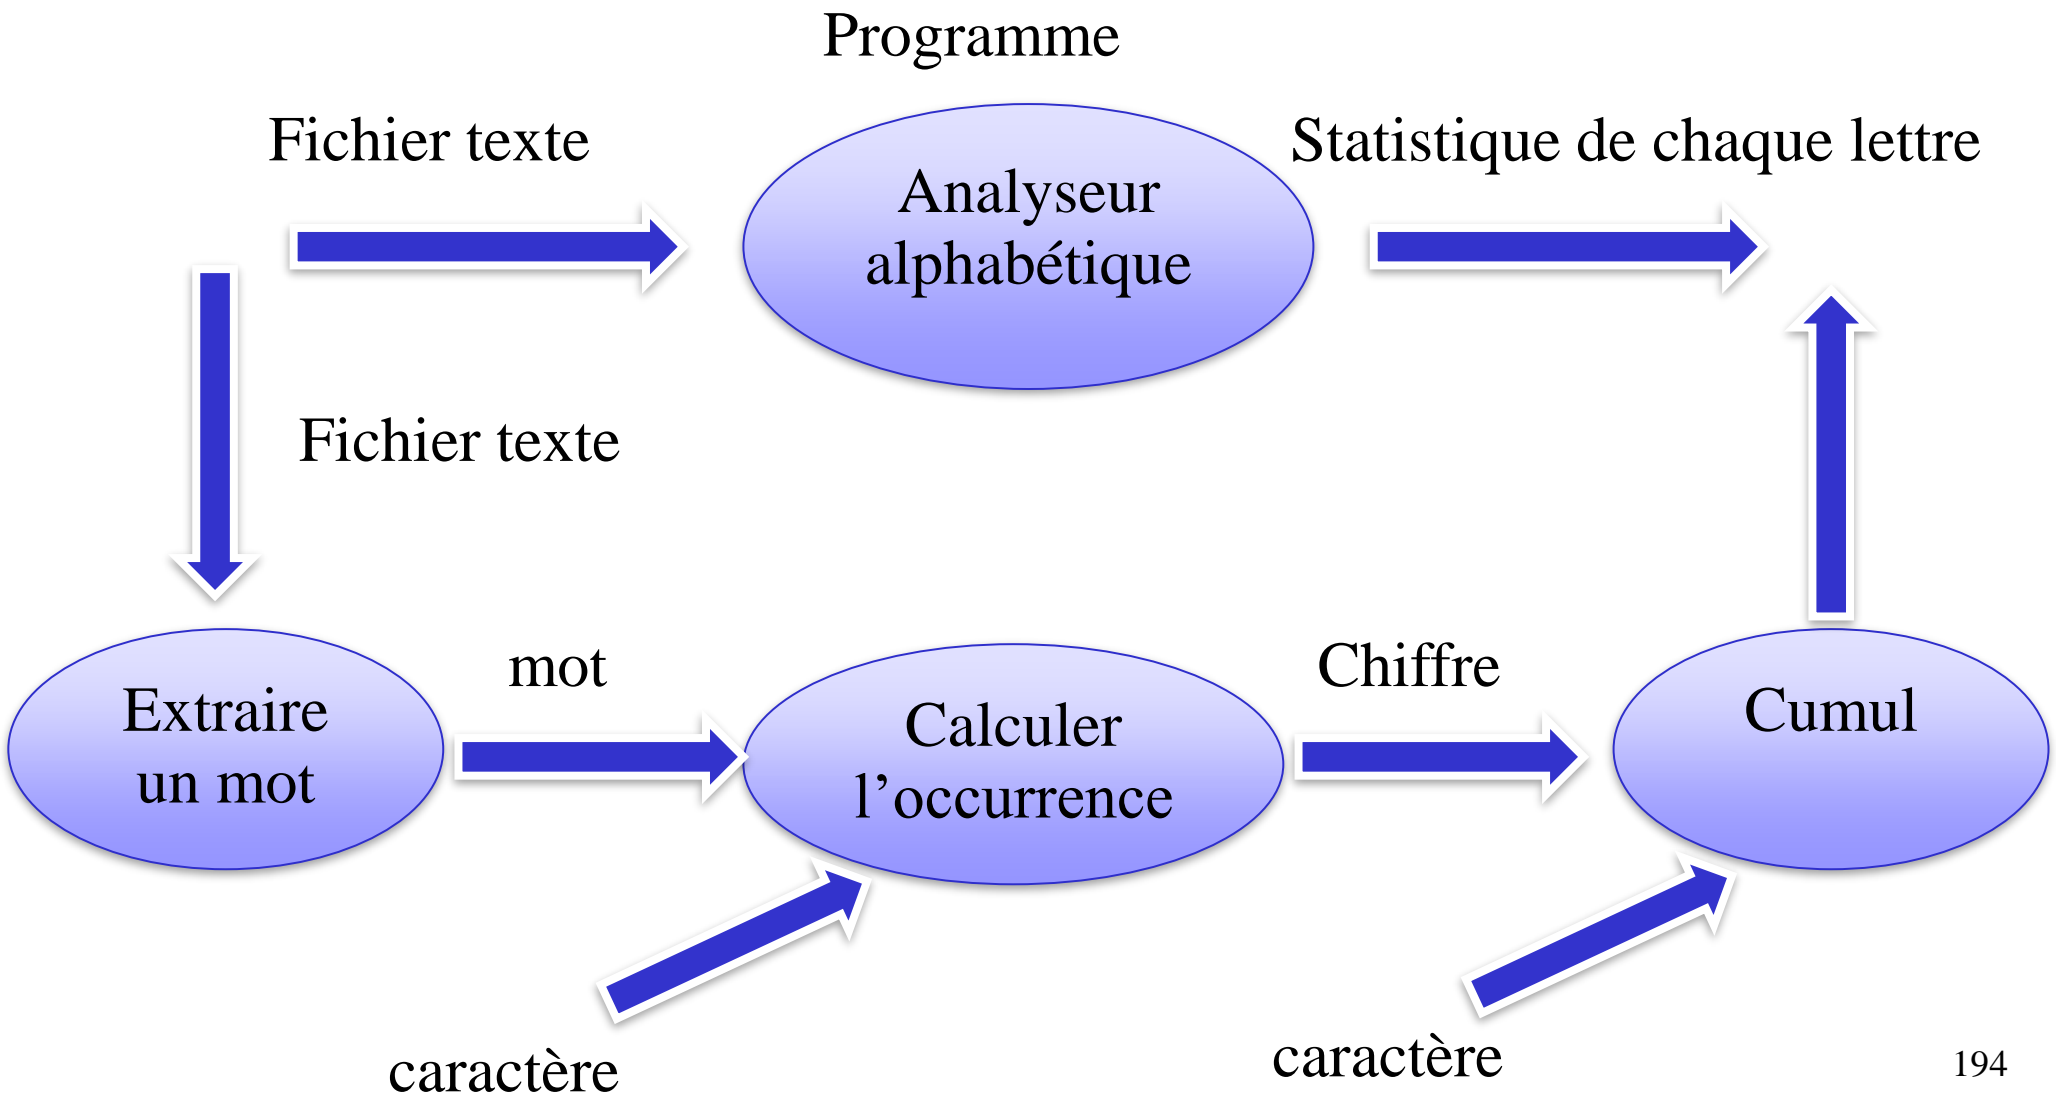 Programme
Fichier texte
Statistique de chaque lettre
Analyseur
alphabétique
Fichier texte
mot
Chiffre
Extraire
un mot
Calculer
l’occurrence
Cumul
caractère
caractère
194